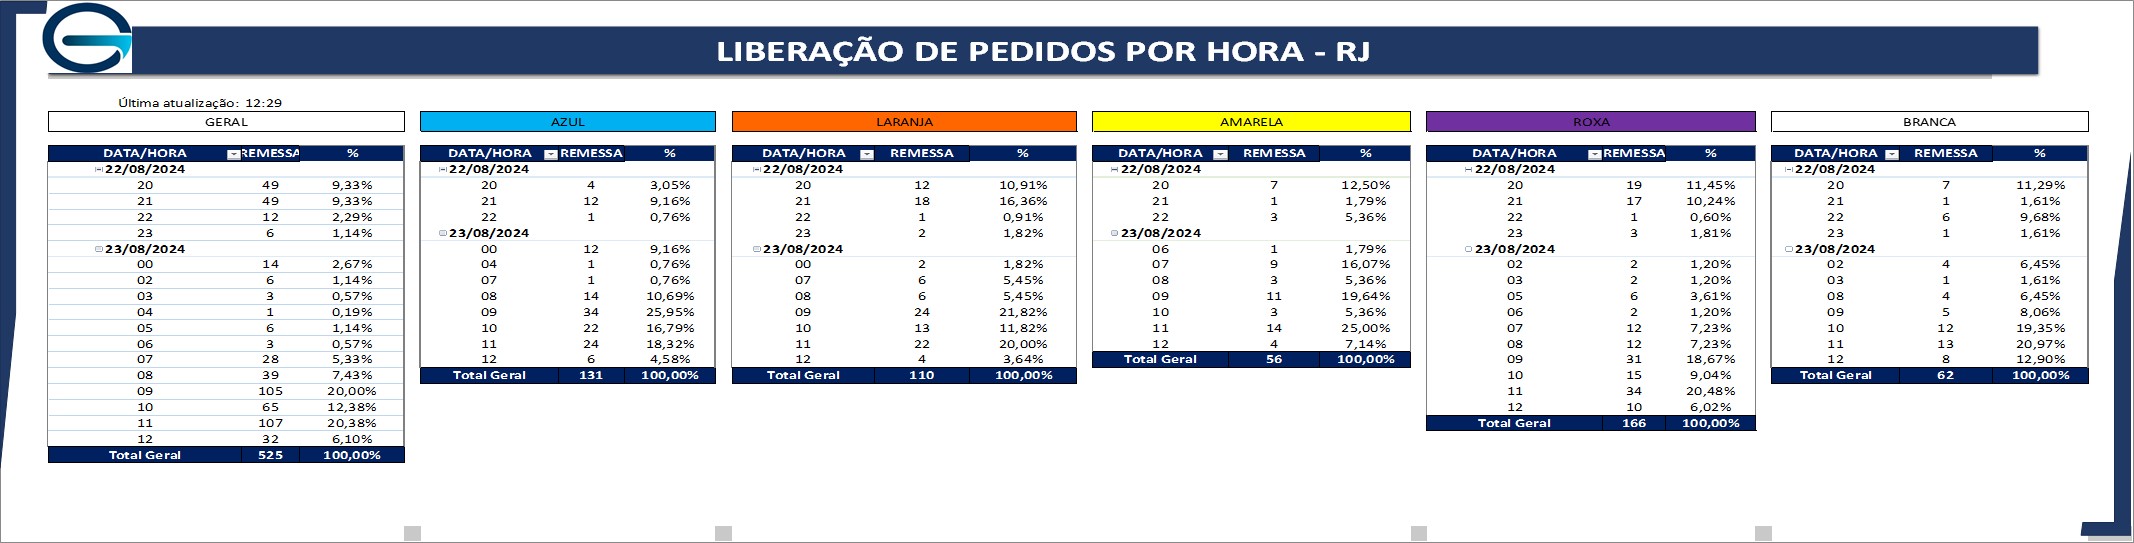 LIBERAÇÃO DE PEDIDOS POR HORA - RJ
Última atualização: 12:29
GERAL
DATA/HORA REMESSA %
22/08/2024
20 49 9,33%
21 49 9,33%
22 12 2,29%
23 6 1,14%
23/08/2024
00 14 2,67%
02 6 1,14%
03 3 0,57%
04 1 0,19%
05 6 1,14%
06 3 0,57%
07 28 5,33%
08 39 7,43%
09 105 20,00%
10 65 12,38%
11 107 20,38%
12 32 6,10%
Total Geral 525 100,00%
AZUL
DATA/HORA REMESSA %
22/08/2024
20 4 3,05%
21 12 9,16%
22 1 0,76%
23/08/2024
00 12 9,16%
04 1 0,76%
07 1 0,76%
08 14 10,69%
09 34 25,95%
10 22 16,79%
11 24 18,32%
12 6 4,58%
Total Geral 131 100,00%
LARANJA
DATA/HORA REMESSA %
22/08/2024
20 12 10,91%
21 18 16,36%
22 1 0,91%
23 2 1,82%
23/08/2024
00 2 1,82%
07 6 5,45%
08 6 5,45%
09 24 21,82%
10 13 11,82%
11 22 20,00%
12 4 3,64%
Total Geral 110 100,00%
AMARELA
DATA/HORA REMESSA %
22/08/2024
20 7 12,50%
21 1 1,79%
22 3 5,36%
23/08/2024
06 1 1,79%
07 9 16,07%
08 3 5,36%
09 11 19,64%
10 3 5,36%
11 14 25,00%
12 4 7,14%
Total Geral 56 100,00%
ROXA
DATA/HORA REMESSA %
22/08/2024
20 19 11,45%
21 17 10,24%
22 1 0,60%
23 3 1,81%
23/08/2024
02 2 1,20%
03 2 1,20%
05 6 3,61%
06 2 1,20%
07 12 7,23%
08 12 7,23%
09 31 18,67%
10 15 9,04%
11 34 20,48%
12 10 6,02%
Total Geral 166 100,00%
BRANCA
DATA/HORA REMESSA %
22/08/2024
20 7 11,29%
21 1 1,61%
22 6 9,68%
23 1 1,61%
23/08/2024
02 4 6,45%
03 1 1,61%
08 4 6,45%
09 5 8,06%
10 12 19,35%
11 13 20,97%
12 8 12,90%
Total Geral 62 100,00%